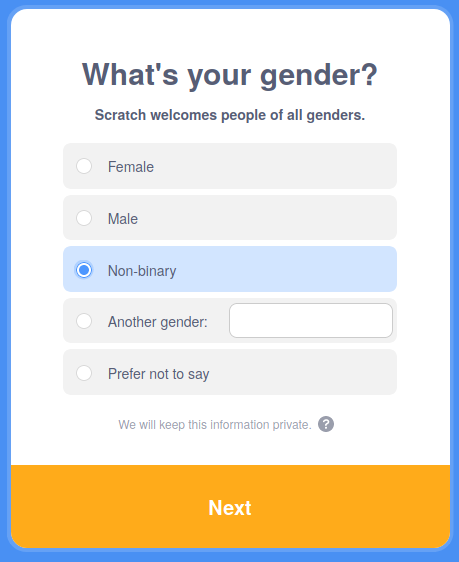 What's your gender?
Scratch welcomes people of all genders.
Female
Male
Non-binary
Another gender:
Prefer not to say
We will keep this information private. ?
Next